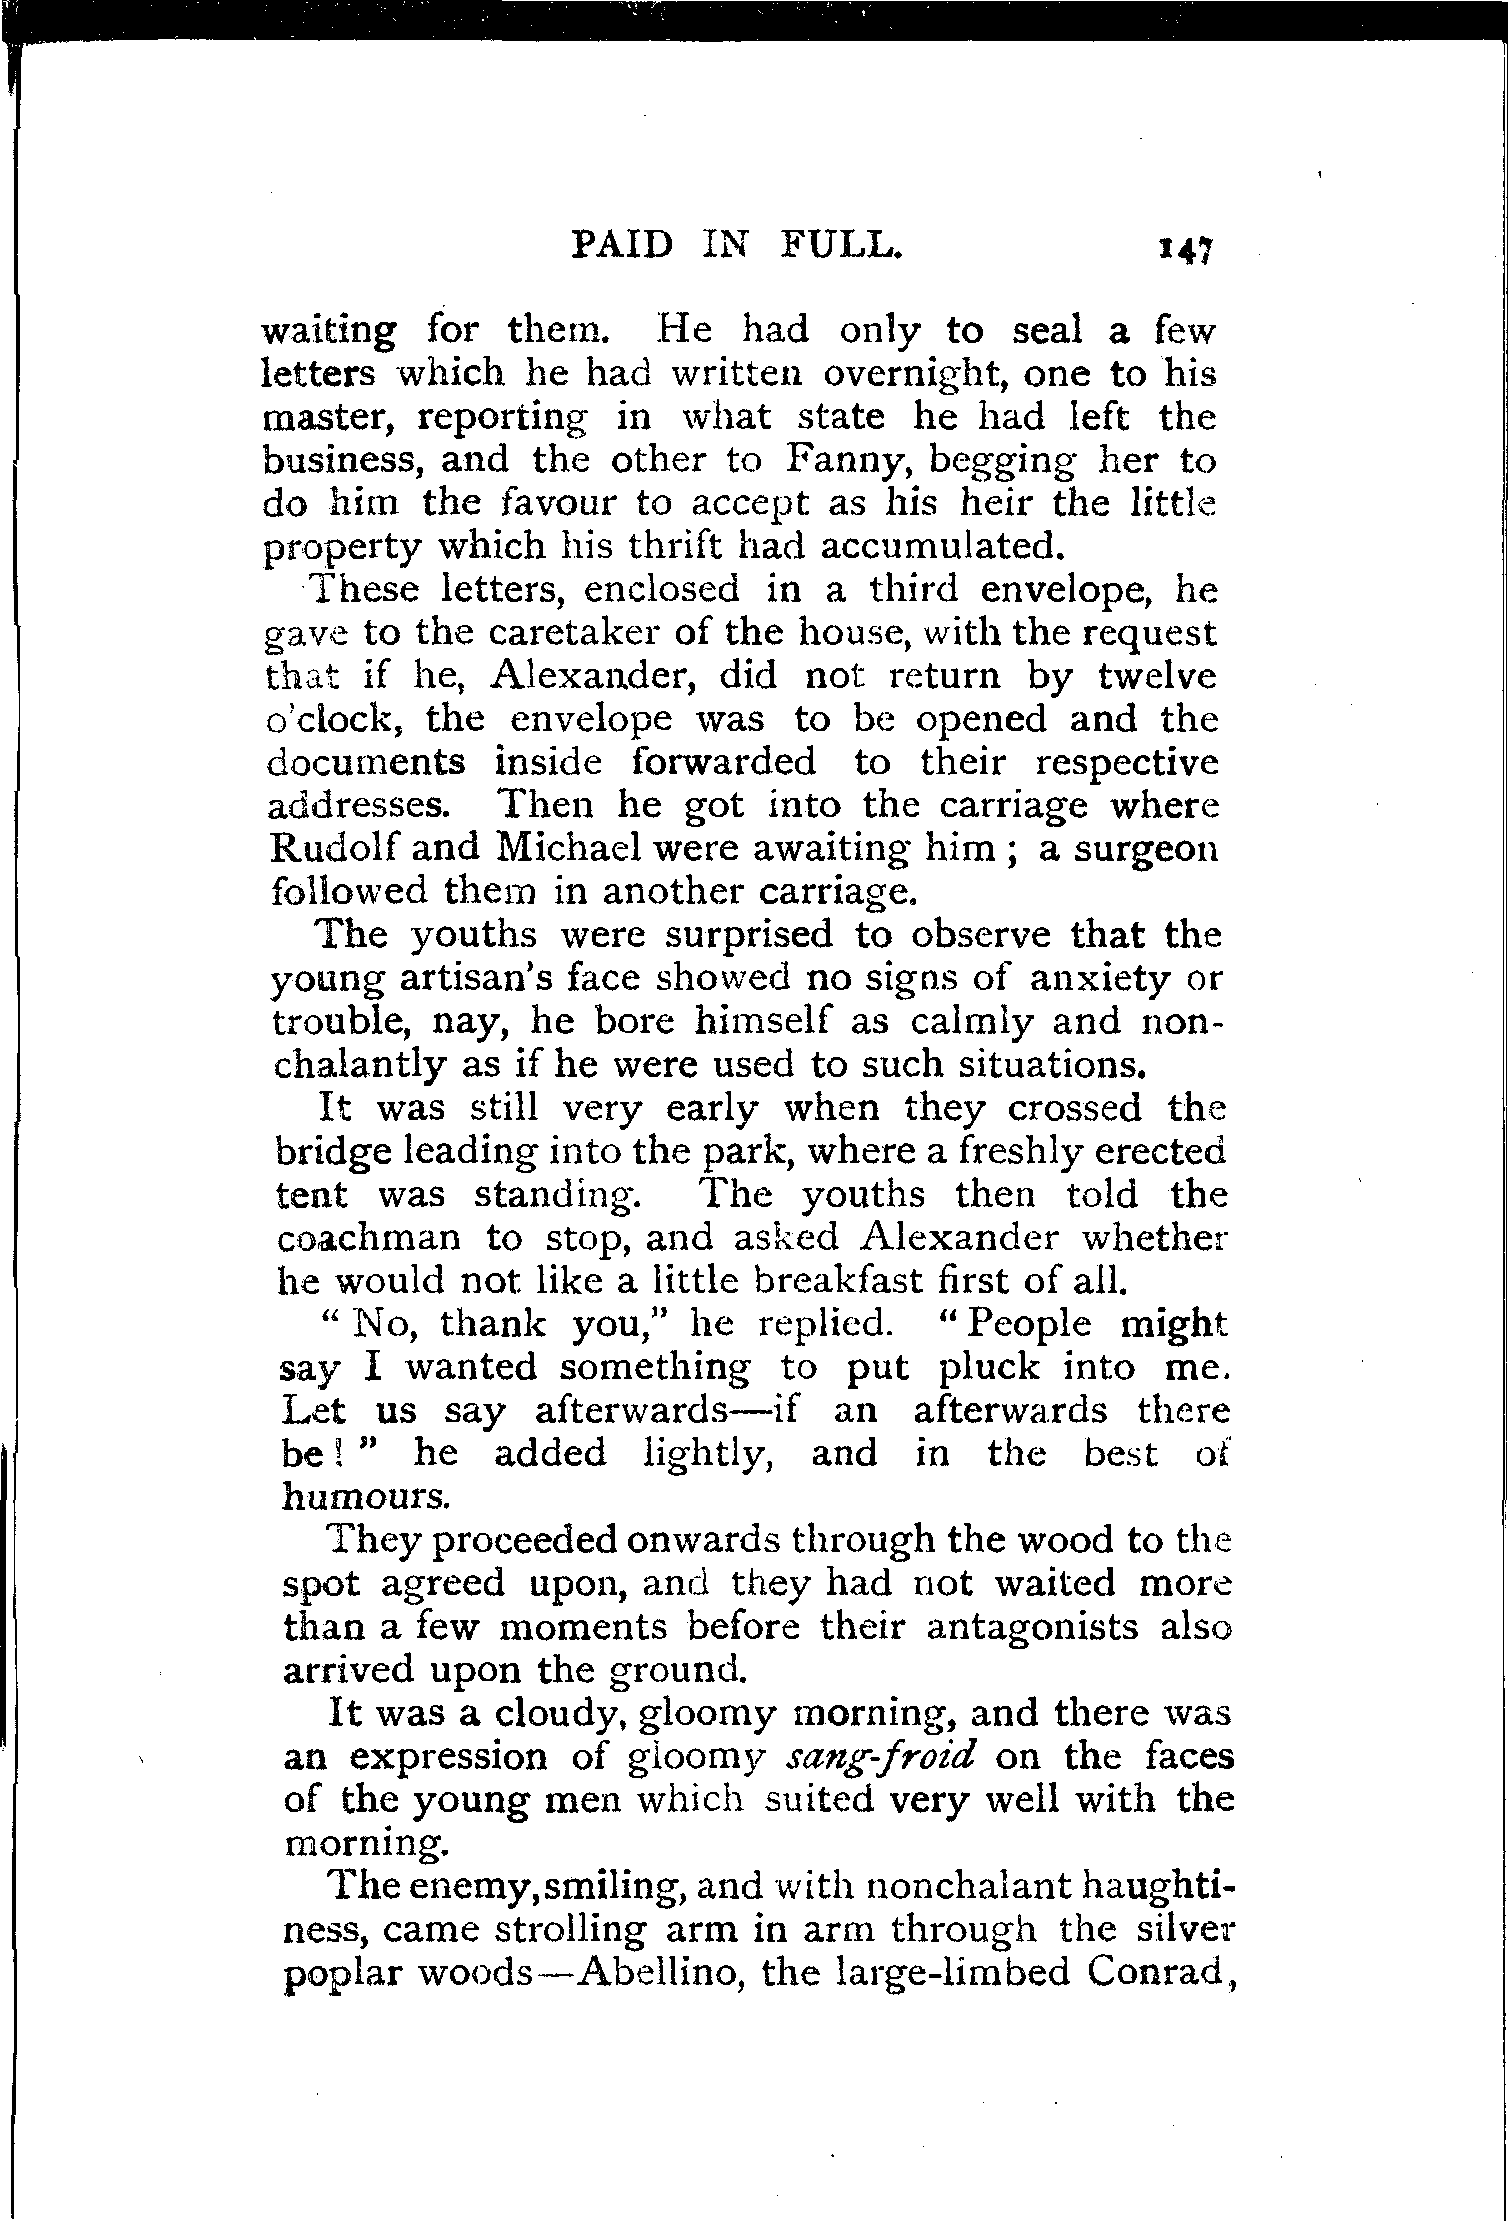 PAID IN FULL. 147
waiting for them. He had only to seal a few
letters which he had written overnight, one to his
master, reporting in what state he had left the
business, and the other to Fanny, begging her to
do him the favour to accept as his heir the little
property which his thrift had accumulated.
These letters, enclosed in a third envelope, he
gave to the caretaker of the house, with the request
that if he, Alexander, did not return by twelve
o'clock, the envelope was to be opened and the
documents inside forwarded to their respective
addresses. Then he got into the carriage where
Rudolf and Michael were awaiting him ; a surgeon
followed them in another carriage.
The youths were surprised to observe that the
young artisan's face showed no signs of anxiety or
trouble, nay, he bore himself as calmly and non-
chalantly as if he were used to such situations.
It was still very early when they crossed the
bridge leading into the park, where a freshly erected
tent was standing. The youths then told the
coachman to stop, and asked Alexander whether
he would not like a little breakfast first of all.
" No, thank you," he replied. " People might
say I wanted something to put pluck into me.
Let us say afterwards—if an afterwards there
be ! " he added lightly, and in the best of
humours.
They proceeded onwards through the wood to the
spot agreed upon, and they had not waited more
than a few moments before their antagonists also
arrived upon the ground.
It was a cloudy, gloomy morning, and there was
an expression of gloomy sang-froid on the faces
of the young men which suited very well with the
morning.
The enemy, smiling, and with nonchalant haughti-
ness, came strolling arm in arm through the silver
poplar woods—Abellino, the large-limbed Conrad,